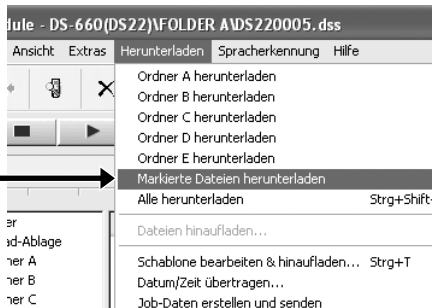 dule - DS-660(DS22)\FOLDER A\DS220005.dss
Ansicht Extras Herunterladen Spracherkennung Hilfe
Ordner A herunterladen
Ordner B herunterladen
Ordner C herunterladen
Ordner D herunterladen
Ordner E herunterladen
Markierte Dateien herunterladen
Alle herunterladen Strg+Shift-
Dateien hinaufladen...
Schablone bearbeiten & hinaufladen... Strg+T
Datum/Zeit übertragen...
Job-Daten erstellen und senden
er
ad-Ablage
ner A
ner B
ner C